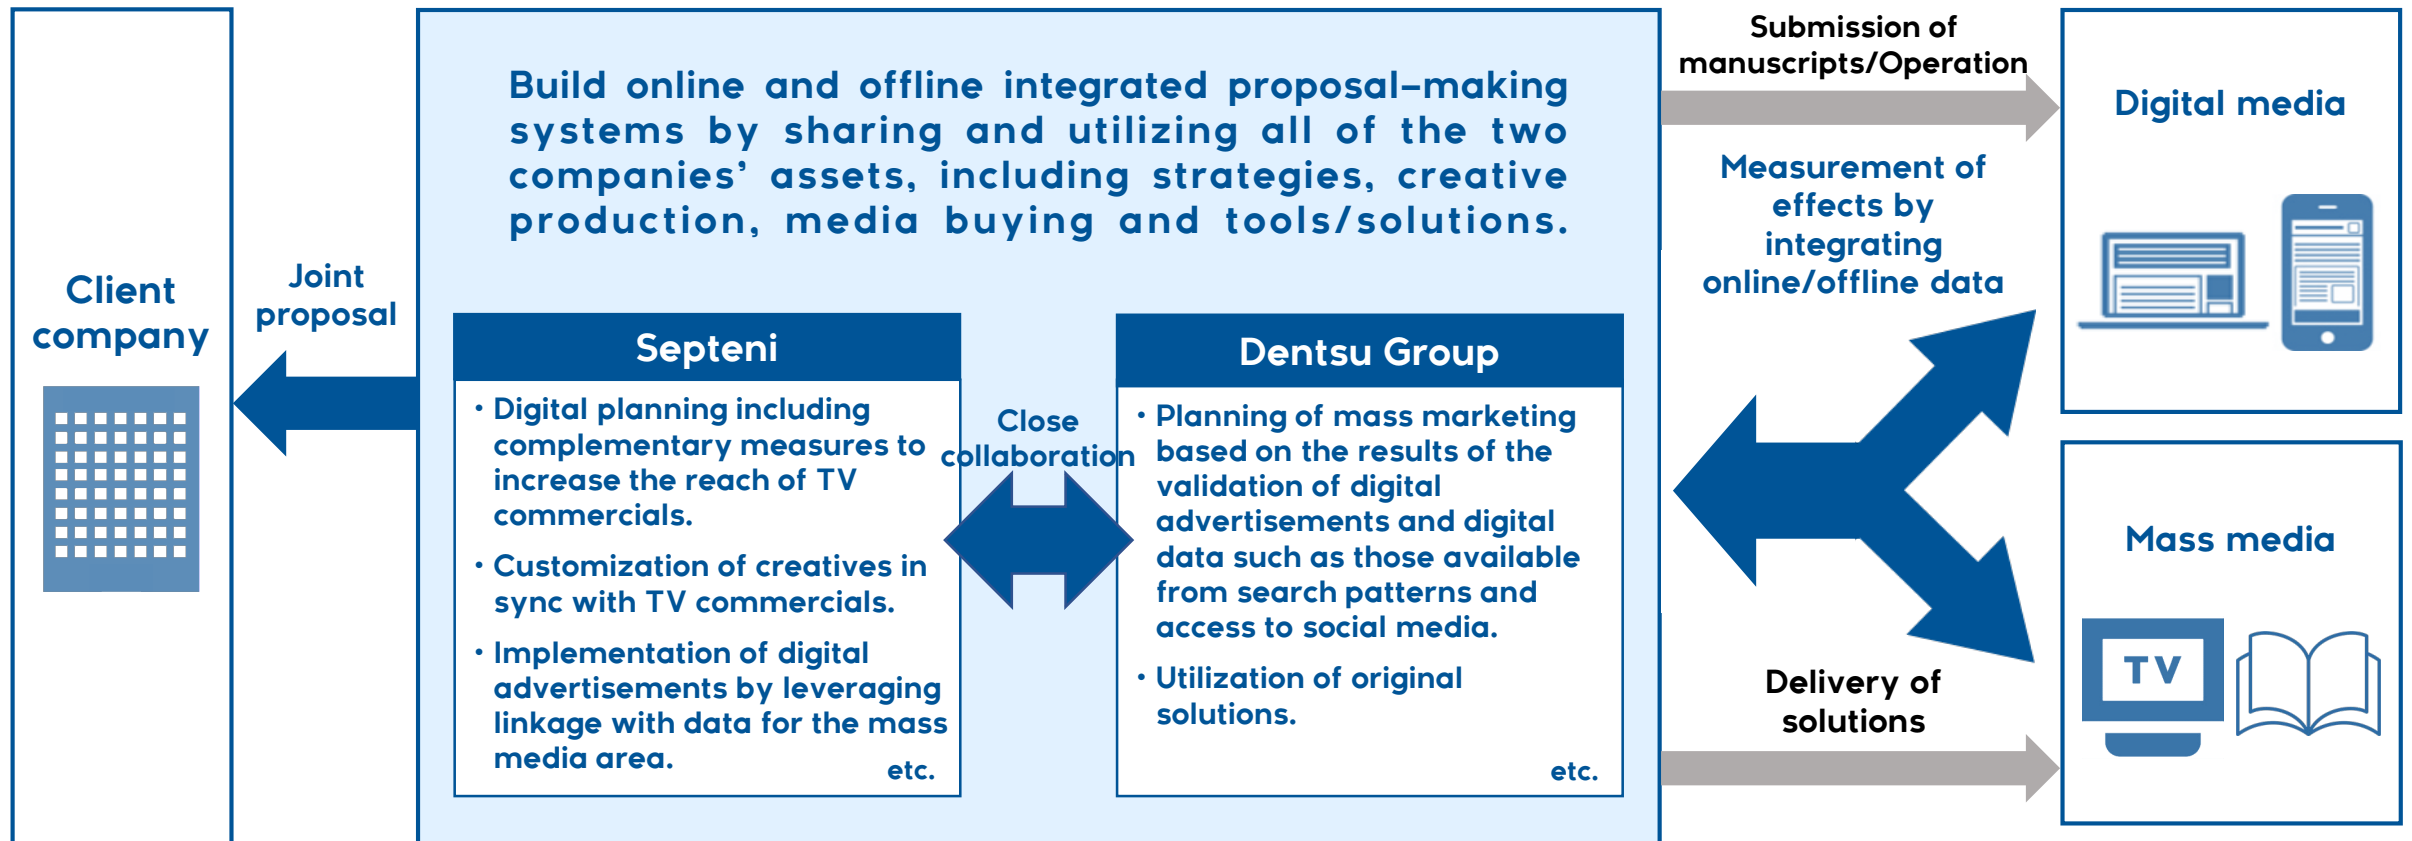 Client
company
Joint
proposal
Build online and offline integrated proposal-making
systems by sharing and utilizing all of the two
companies' assets, including strategies, creative
production, media buying and tools/solutions.
Septeni
• Digital planning including
complementary measures to
increase the reach of TV
commercials.
• Customization of creatives in
sync with TV commercials.
• Implementation of digital
advertisements by leveraging
linkage with data for the mass
media area.
etc.
Close
collaboration
Dentsu Group
• Planning of mass marketing
based on the results of the
validation of digital
advertisements and digital
data such as those available
from search patterns and
access to social media.
• Utilization of original
solutions.
etc.
Submission of
manuscripts/Operation
Measurement of
effects by
integrating
online/offline data
Delivery of
solutions
Digital media
Mass media
TV